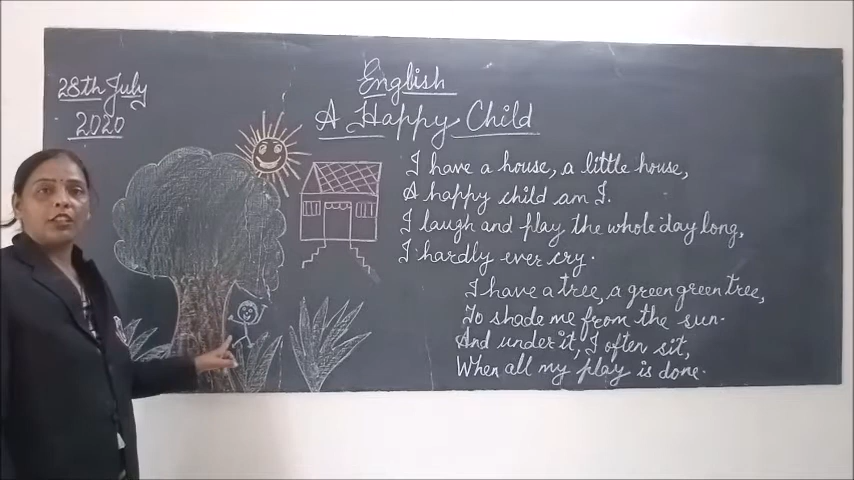 28th July
2020
English
A Happy Child
I have a house, a little house,
A happy child am I.
I laugh and play the whole day long,
I hardly ever cry.
I have a tree, a green green tree,
To shade me from the sun.
And under it, I often sit,
When all my play is done.